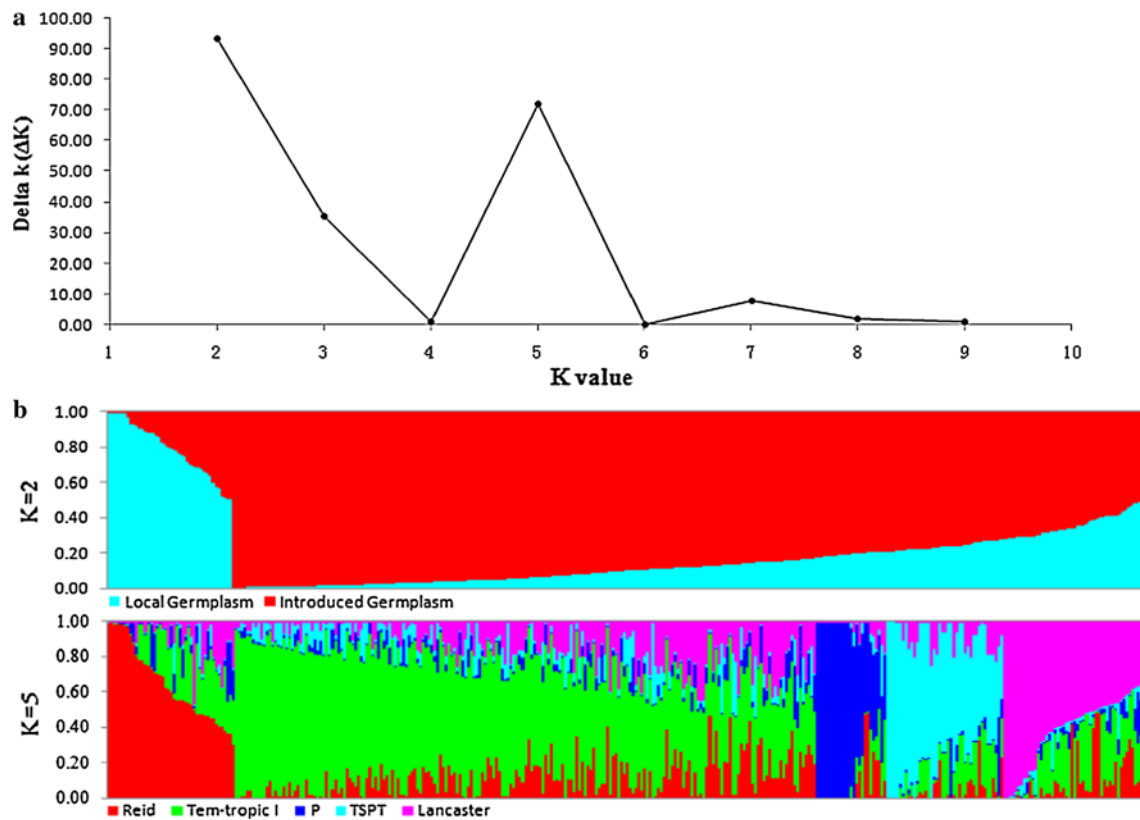 a
100.00
90.00
80.00
70.00
60.00
50.00
40.00
30.00
20.00
10.00
0.00
Delta k (ΔK)
1 2 3 4 5 6 7 8 9 10
K value
b
1.00
0.80
0.60
0.40
0.20
0.00
K=2
Local Germplasm Introduced Germplasm
1.00
0.80
0.60
0.40
0.20
0.00
K=5
Reid Tem-tropic I P TSPT Lancaster